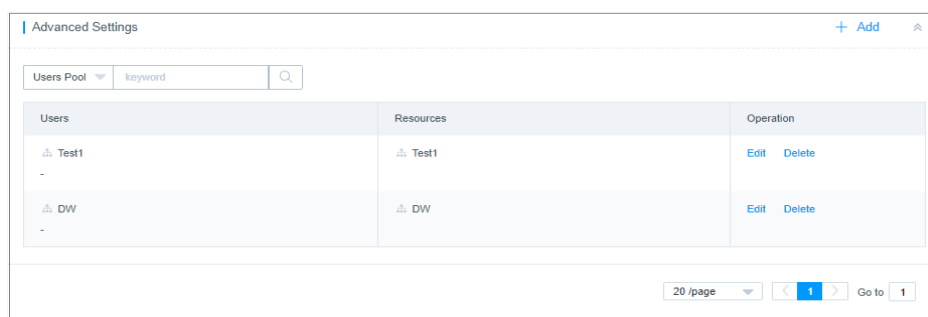 Advanced Settings + Add
Users Pool keyword
Users Resources Operation
Test1 Test1 Edit Delete
-
DW DW Edit Delete
-
20 /page < 1 > Go to 1